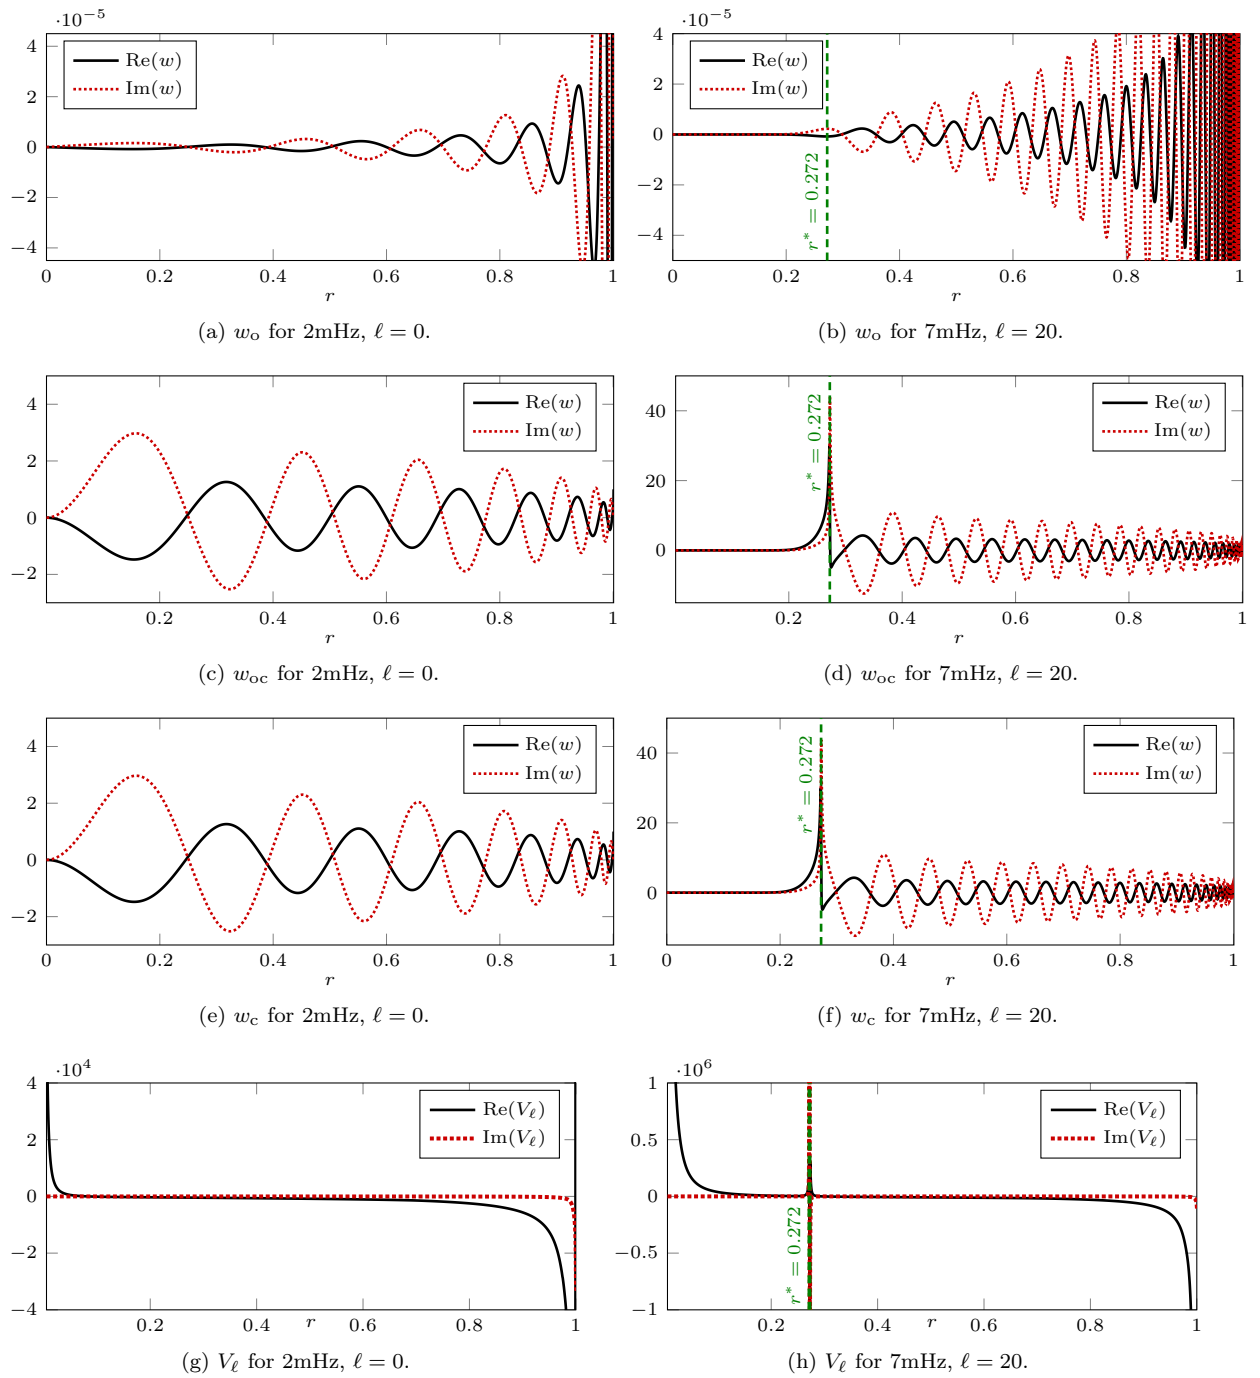 ·10⁻⁵
4
2
0
−2
−4
0 0.2 0.4 0.6 0.8 1
r
Re(w)
Im(w)
(a) w_o for 2mHz, ℓ = 0.
·10⁻⁵
4
2
0
−2
−4
0 0.2 0.4 0.6 0.8 1
r
Re(w)
Im(w)
r* = 0.272
(b) w_o for 7mHz, ℓ = 20.
4
2
0
−2
0.2 0.4 0.6 0.8 1
r
Re(w)
Im(w)
(c) w_oc for 2mHz, ℓ = 0.
40
20
0
0.2 0.4 0.6 0.8 1
r
Re(w)
Im(w)
r* = 0.272
(d) w_oc for 7mHz, ℓ = 20.
4
2
0
−2
0 0.2 0.4 0.6 0.8 1
r
Re(w)
Im(w)
(e) w_c for 2mHz, ℓ = 0.
40
20
0
0 0.2 0.4 0.6 0.8 1
r
Re(w)
Im(w)
r* = 0.272
(f) w_c for 7mHz, ℓ = 20.
·10⁴
4
2
0
−2
−4
0.2 0.4 r 0.6 0.8 1
Re(V_ℓ)
Im(V_ℓ)
(g) V_ℓ for 2mHz, ℓ = 0.
·10⁶
1
0.5
0
−0.5
−1
0.2 0.4 r 0.6 0.8 1
Re(V_ℓ)
Im(V_ℓ)
r* = 0.272
(h) V_ℓ for 7mHz, ℓ = 20.